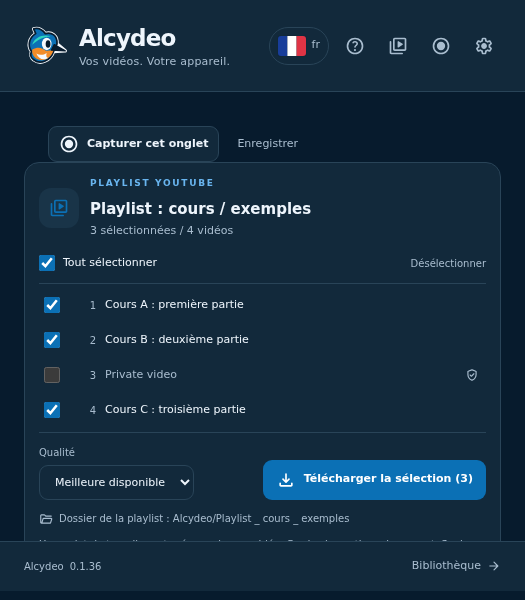 Alcydeo
Vos vidéos. Votre appareil.
fr
Capturer cet onglet
Enregistrer
PLAYLIST YOUTUBE
Playlist : cours / exemples
3 sélectionnées / 4 vidéos
Tout sélectionner
Désélectionner
1 Cours A : première partie
2 Cours B : deuxième partie
3 Private video
4 Cours C : troisième partie
Qualité
Meilleure disponible
Télécharger la sélection (3)
Dossier de la playlist : Alcydeo/Playlist _ cours _ exemples
Alcydeo 0.1.36
Bibliothèque